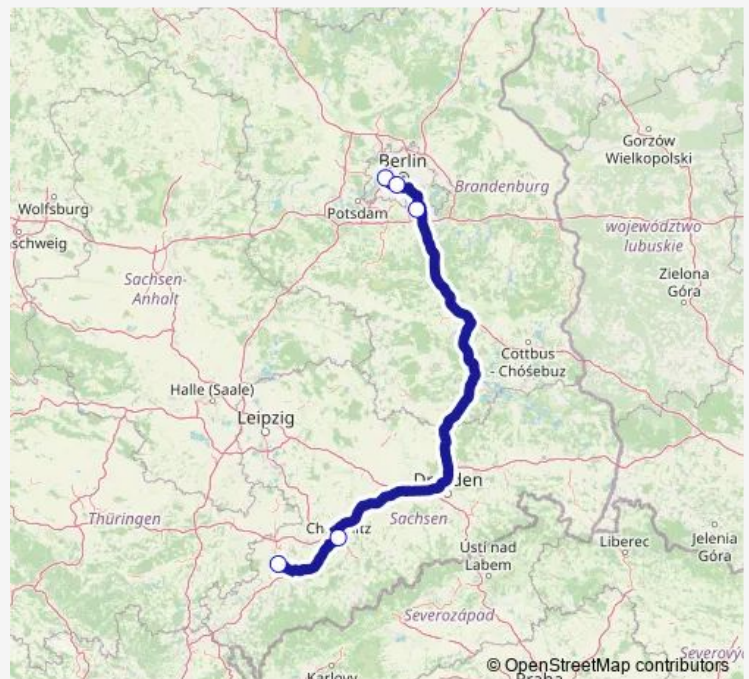 Gorzów
Wielkopolski
Berlin
Brandenburg
Potsdam
Wolfsburg
schweig
województwo
lubuskie
Sachsen-
Anhalt
Zielona
Góra
Cottbus
- Chóśebuz
Halle (Saale)
Leipzig
Thüringen
Sachsen
Ústí nad
Labem
Liberec
Jelenia
Góra
Severozápad
© OpenStreetMap contributors